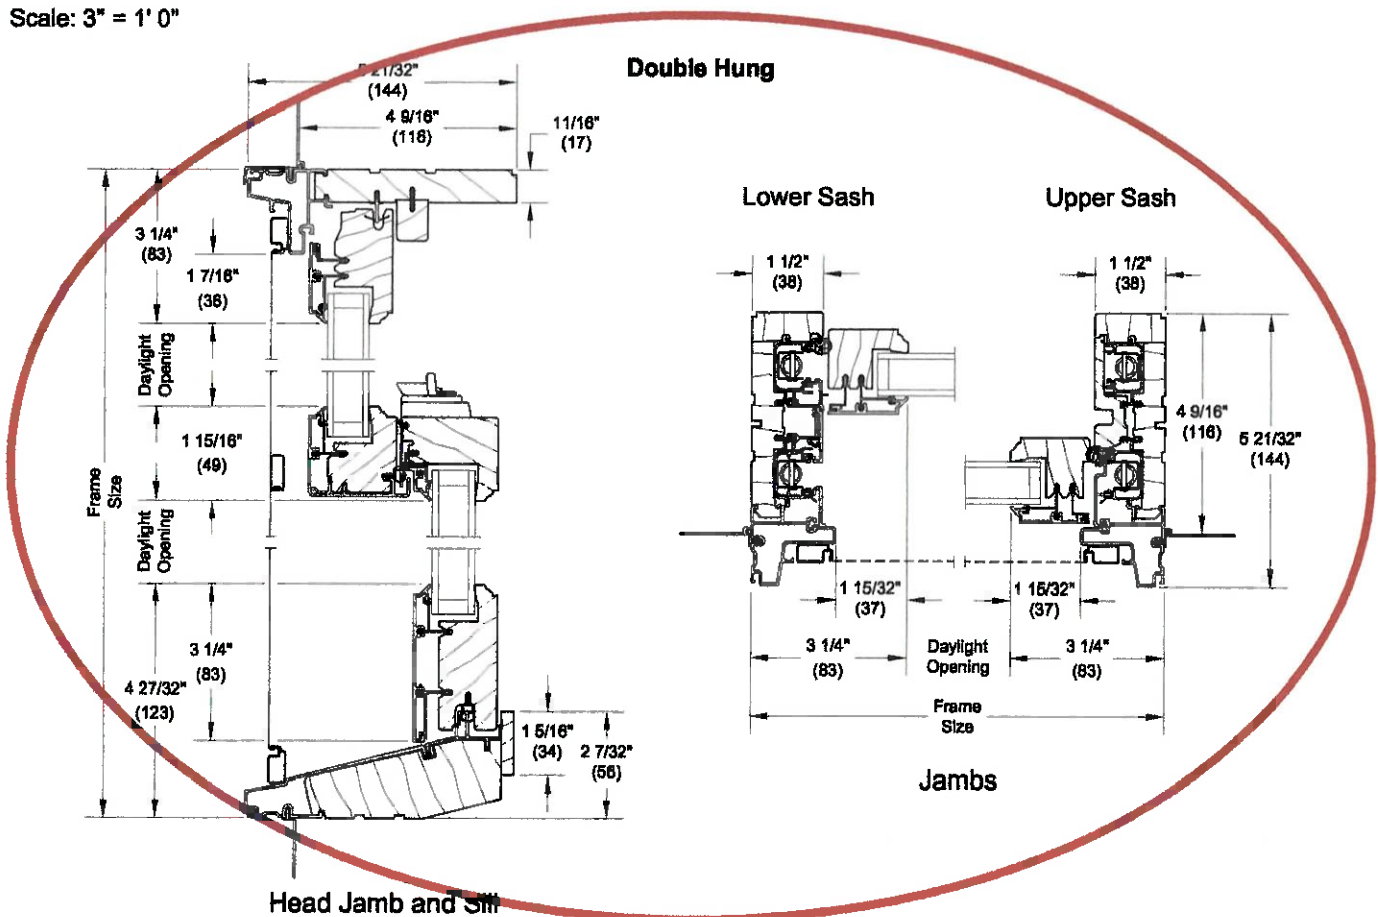 Scale: 3" = 1' 0"
Double Hung
21/32"
(144)
4 9/16"
(116)
11/16"
(17)
Lower Sash
Upper Sash
3 1/4"
(83)
1 7/16"
(36)
1 1/2"
(38)
1 1/2"
(38)
Daylight
Opening
1 15/16"
(49)
Frame
Size
4 9/16"
(116)
5 21/32"
(144)
Daylight
Opening
1 15/32"
(37)
1 15/32"
(37)
3 1/4"
(83)
4 27/32"
(123)
3 1/4"
(83)
Daylight
Opening
3 1/4"
(83)
1 5/16"
(34)
2 7/32"
(56)
Frame
Size
Jambs
Head Jamb and Sill